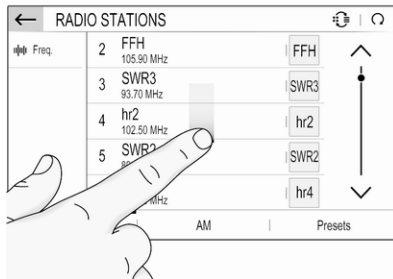 RADIO STATIONS
Freq.
2 FFH FFH
105.90 MHz
3 SWR3 SWR3
93.70 MHz
4 hr2 hr2
102.50 MHz
5 SWR2 SWR2
hr4
MHz
AM Presets